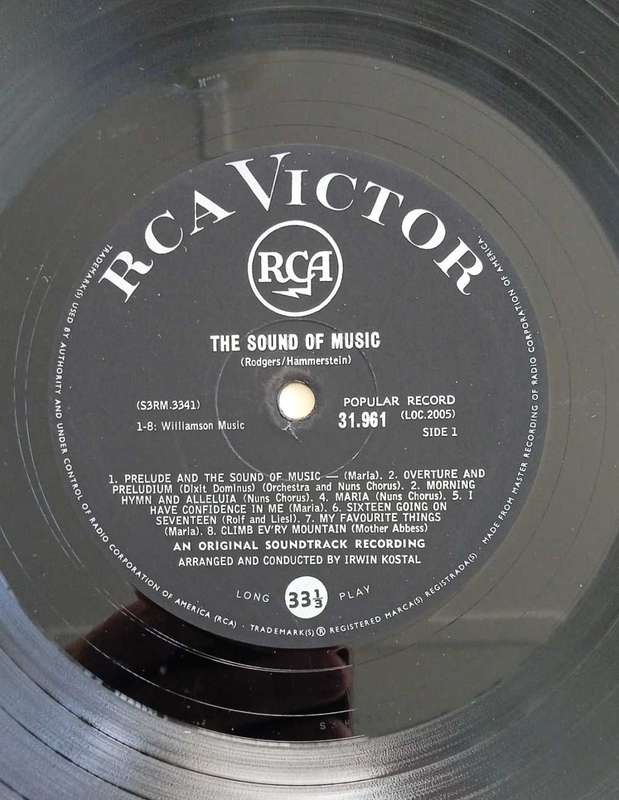 RCA VICTOR
RCA
THE SOUND OF MUSIC
(Rodgers/Hammerstein)
(S3RM.3341)
1-8: Williamson Music
POPULAR RECORD
31.961 (LOC.2005)
SIDE 1
1. PRELUDE AND THE SOUND OF MUSIC — (Maria). 2. OVERTURE AND
PRELUDIUM (Dixit Dominus) (Orchestra and Nuns Chorus). 2. MORNING
HYMN AND ALLELUIA (Nuns Chorus). 4. MARIA (Nuns Chorus). 5. I
HAVE CONFIDENCE IN ME (Maria). 6. SIXTEEN GOING ON
SEVENTEEN (Rolf and Liesl). 7. MY FAVOURITE THINGS
(Maria). 8. CLIMB EV'RY MOUNTAIN (Mother Abbess)
AN ORIGINAL SOUNDTRACK RECORDING
ARRANGED AND CONDUCTED BY IRWIN KOSTAL
LONG 33⅓ PLAY
TRADEMARK(S) USED BY AUTHORITY AND UNDER CONTROL OF RADIO CORPORATION OF AMERICA (RCA) · TRADEMARK(S) ® REGISTERED MARCA(S) REGISTRADA(S) · MADE FROM MASTER RECORDING OF RADIO CORPORATION OF AMERICA.